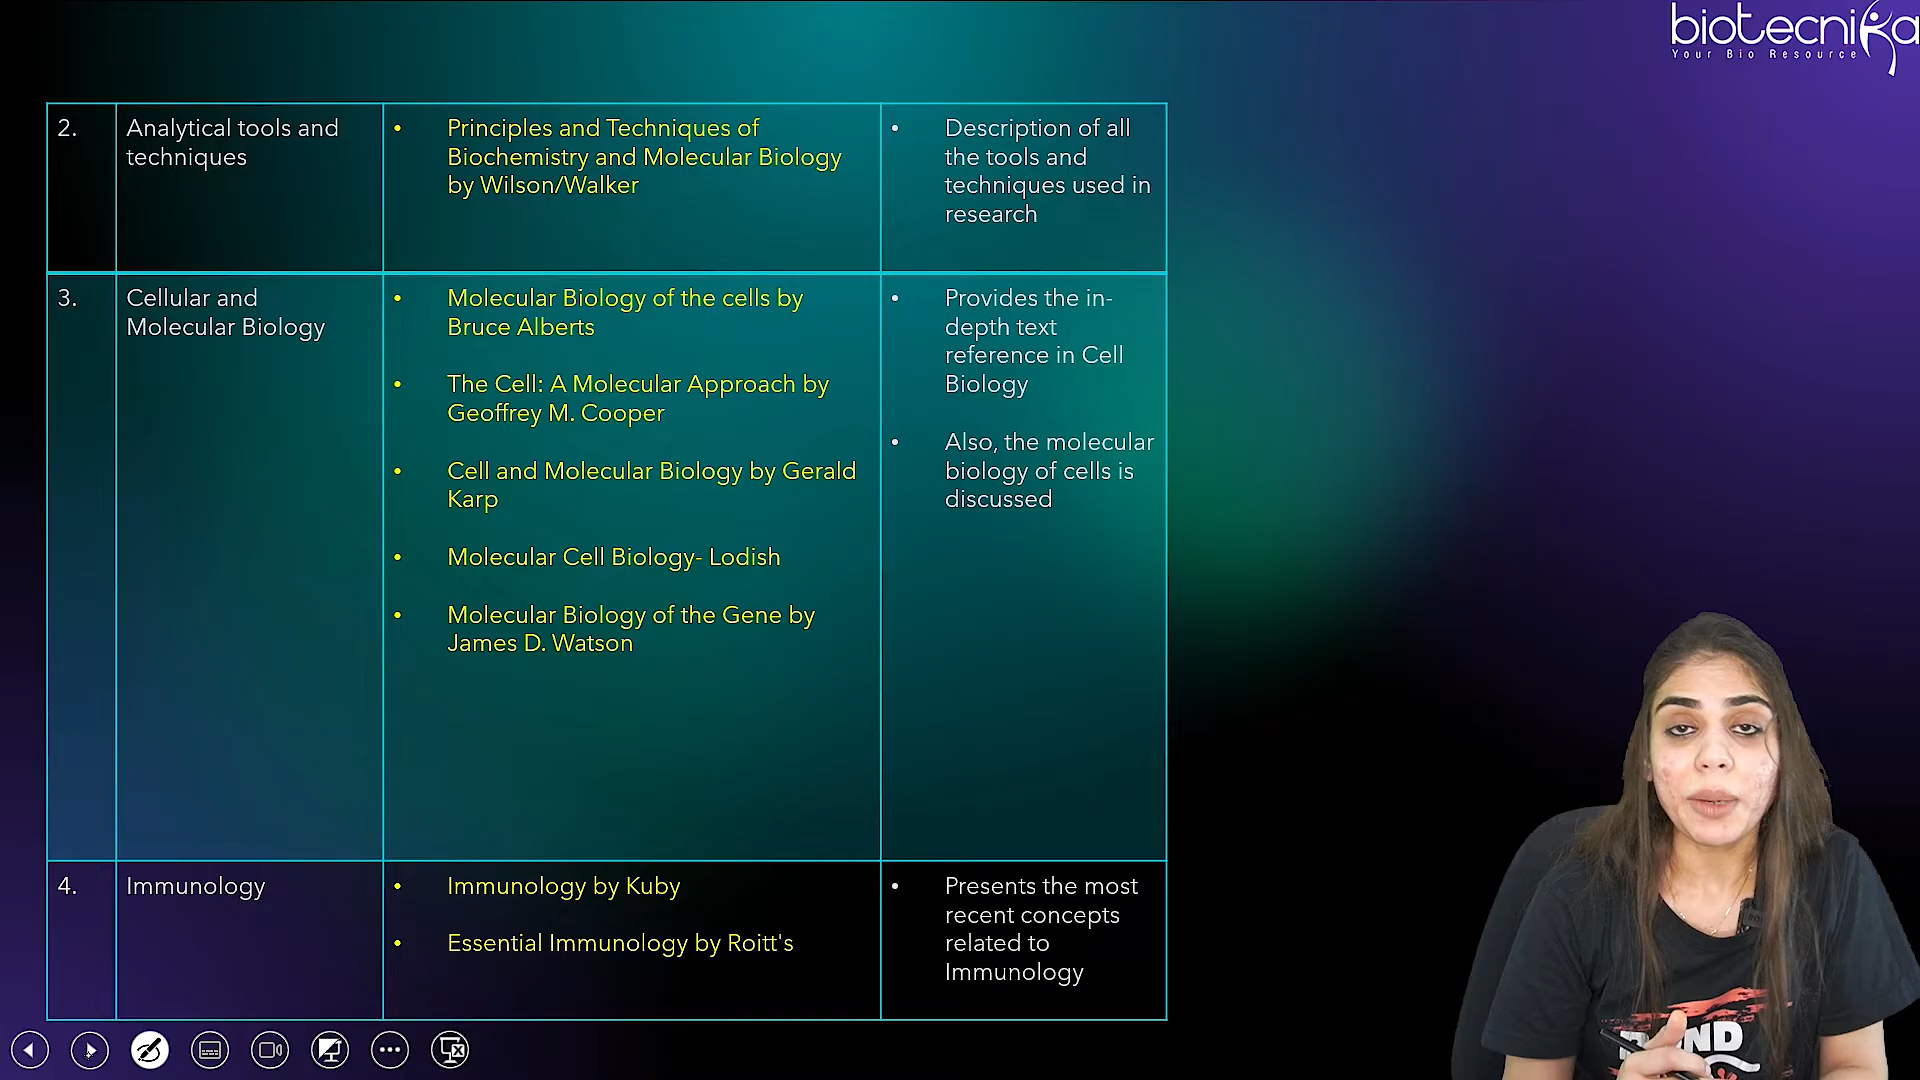 biotecnika
Your Bio Resource
2.
Analytical tools and
techniques
• Principles and Techniques of
Biochemistry and Molecular Biology
by Wilson/Walker
• Description of all
the tools and
techniques used in
research
3.
Cellular and
Molecular Biology
• Molecular Biology of the cells by
Bruce Alberts
• The Cell: A Molecular Approach by
Geoffrey M. Cooper
• Cell and Molecular Biology by Gerald
Karp
• Molecular Cell Biology- Lodish
• Molecular Biology of the Gene by
James D. Watson
• Provides the in-
depth text
reference in Cell
Biology
• Also, the molecular
biology of cells is
discussed
4.
Immunology
• Immunology by Kuby
• Essential Immunology by Roitt's
• Presents the most
recent concepts
related to
Immunology